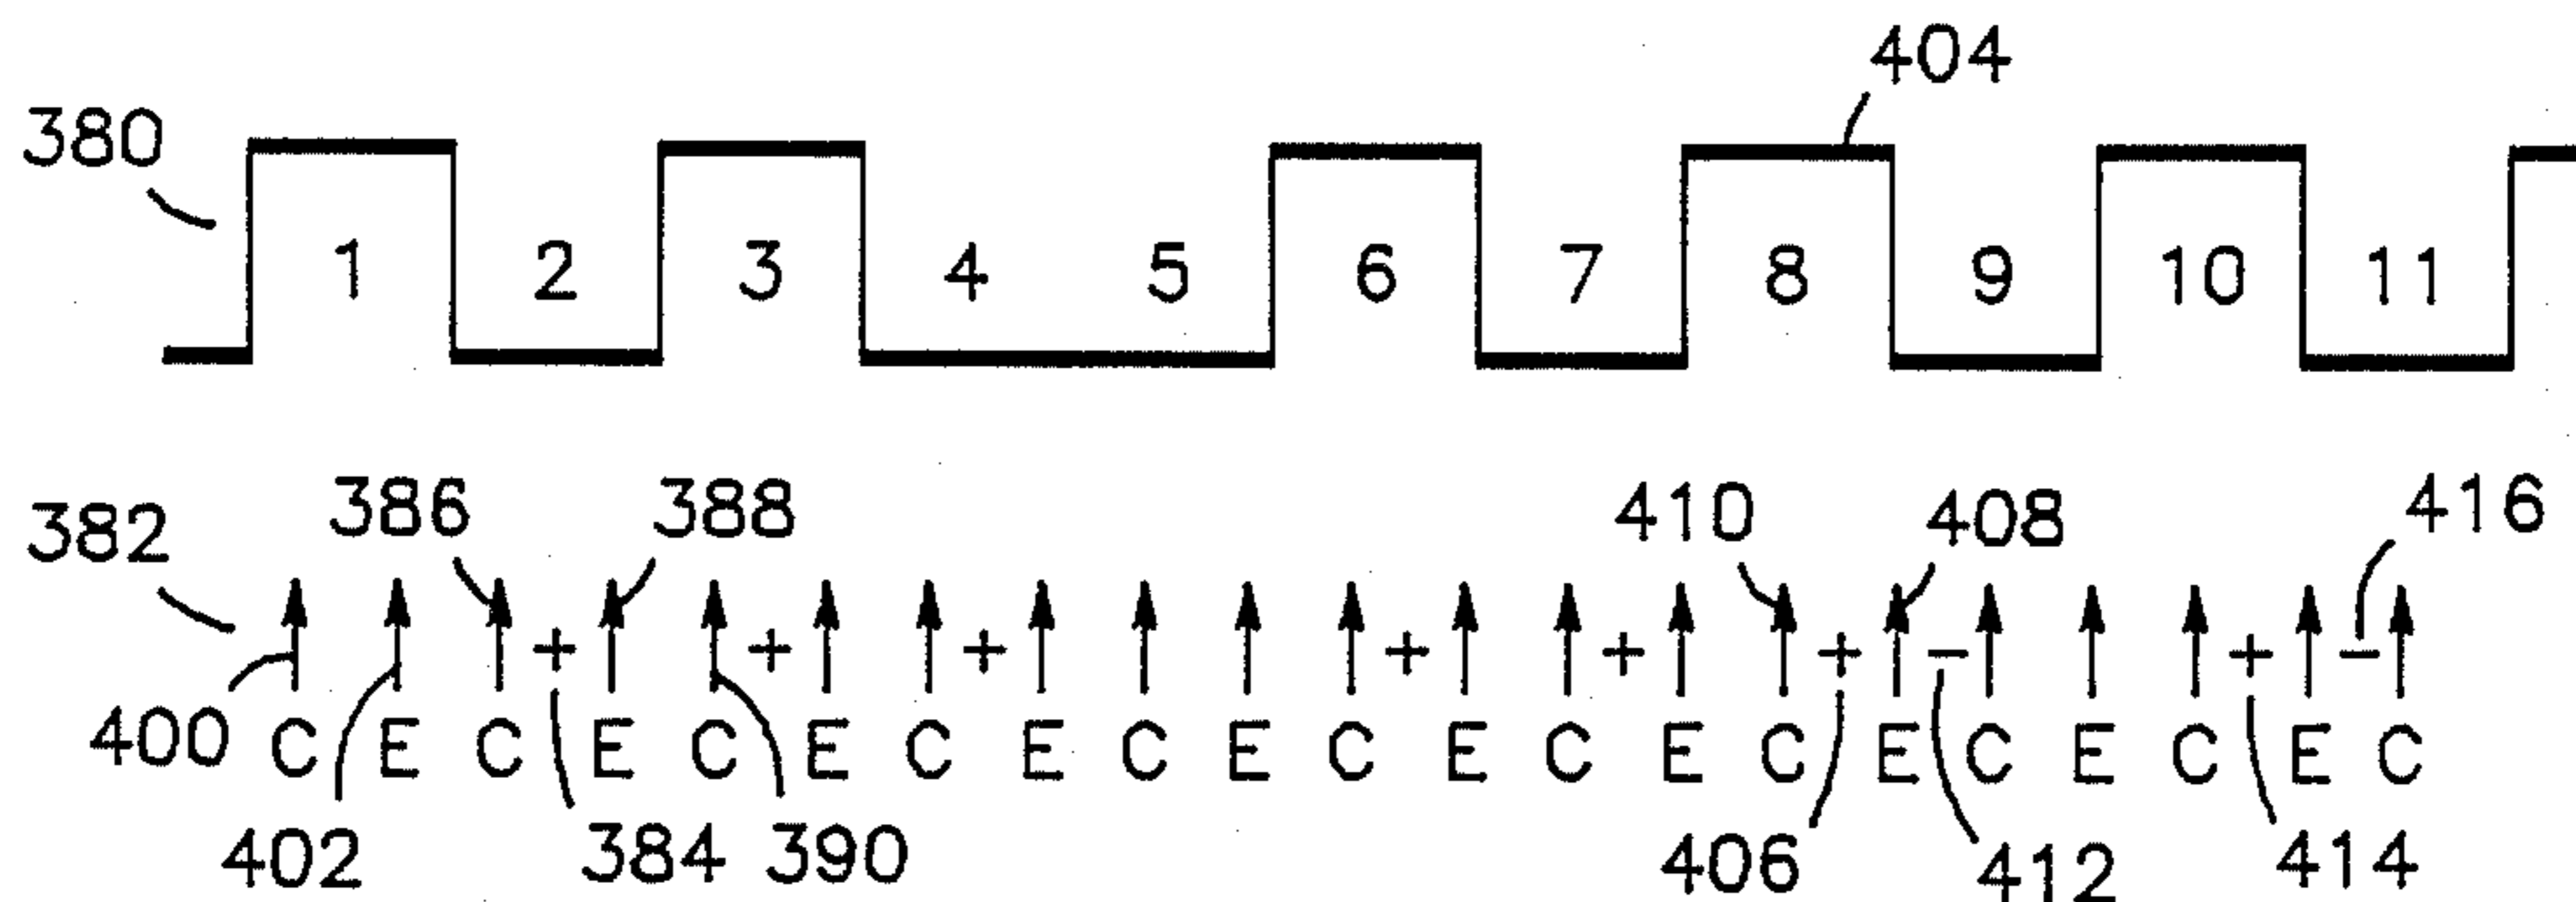 404
380
1 2 3 4 5 6 7 8 9 10 11
382 386 388 410 408 416
+ + + + + + − + −
400 C E C E C E C E C E C E C E C E C E C E C
402 384 390 406 412 414